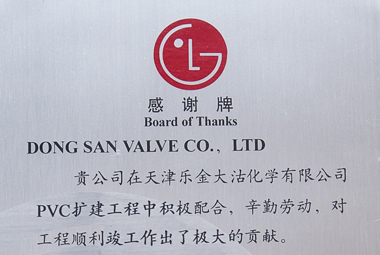 感谢牌
Board of Thanks
DONG SAN VALVE CO.，LTD
贵公司在天津乐金大沽化学有限公司
PVC扩建工程中积极配合，辛勤劳动，对
工程顺利竣工作出了极大的贡献。